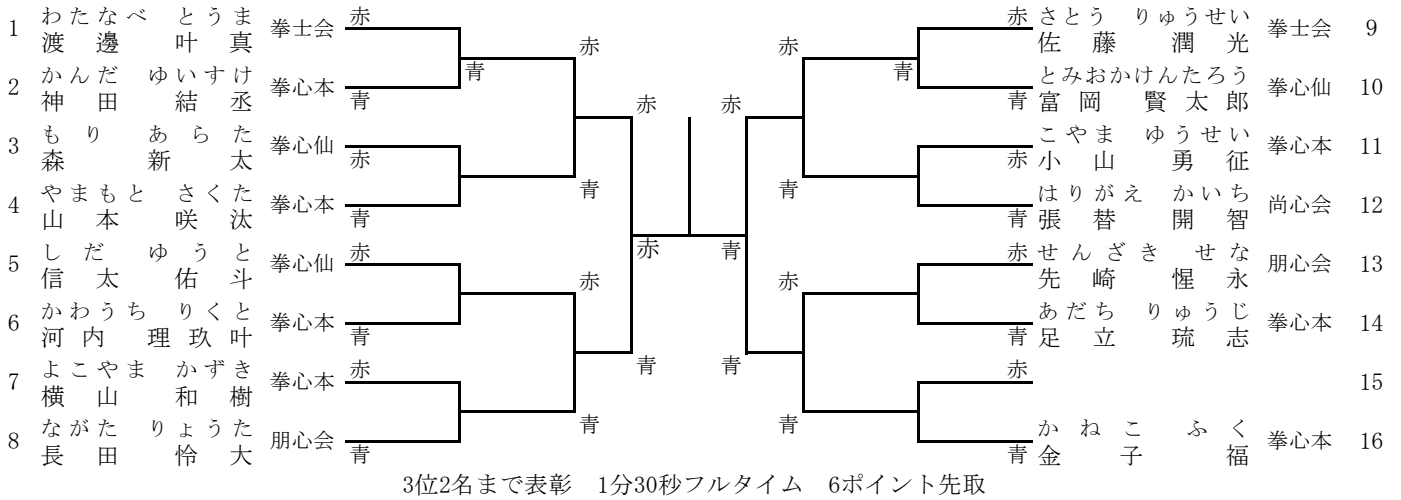 わたなべ とうま
1 渡邊 叶真 拳士会 赤
かんだ ゆいすけ
2 神田 結丞 拳心本 青
もり あらた
3 森 新太 拳心仙 赤
やまもと さくた
4 山本 咲汰 拳心本 青
しだ ゆうと
5 信太 佑斗 拳心仙 赤
かわうち りくと
6 河内 理玖叶 拳心本 青
よこやま かずき
7 横山 和樹 拳心本 赤
ながた りょうた
8 長田 怜大 朋心会 青
赤
青
青
赤
青
赤
青
赤
青
赤
青
赤
青
赤
青
青
赤
青
赤 さとう りゅうせい
佐藤 潤光 拳士会 9
とみおかけんたろう
青 富岡 賢太郎 拳心仙 10
こやま ゆうせい
赤 小山 勇征 拳心本 11
はりがえ かいち
青 張替 開智 尚心会 12
赤 せんざき せな
先崎 惺永 朋心会 13
あだち りゅうじ
青 足立 琉志 拳心本 14
赤 15
かねこ ふく
青 金子 福 拳心本 16
3位2名まで表彰 1分30秒フルタイム 6ポイント先取